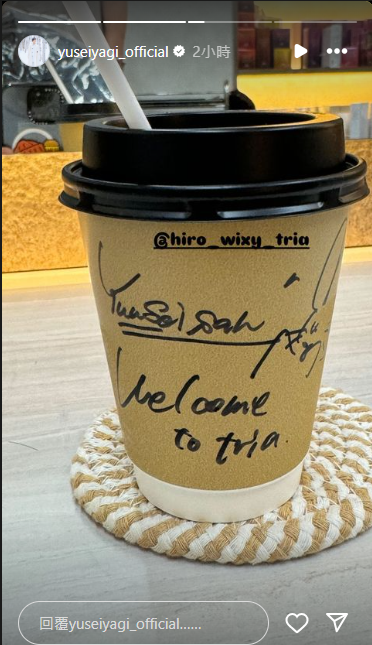 yuseiyagi_official 2小時
@hiro_wixy_tria
Yuusei san
Welcome
to tria.
回覆yuseiyagi_official......